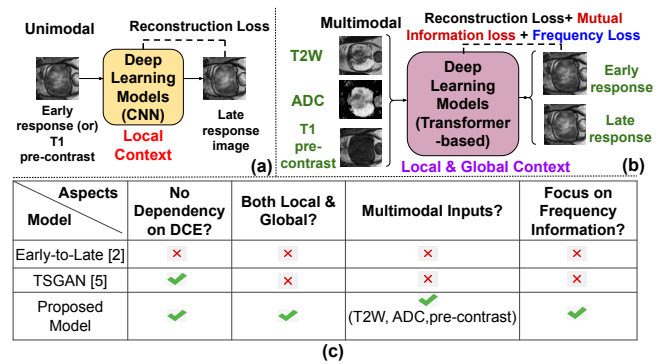 Unimodal
Reconstruction Loss
Deep
Learning
Models
(CNN)
Early
response (or)
T1
pre-contrast
Local
Context
Late
response
image
(a)
Multimodal
Reconstruction Loss+ Mutual
Information loss + Frequency Loss
T2W
ADC
T1
pre-
contrast
Deep
Learning
Models
(Transformer
-based)
Early
response
Late
response
Local & Global Context
(b)
Aspects
Model
No
Dependency
on DCE?
Both Local &
Global?
Multimodal Inputs?
Focus on
Frequency
Information?
Early-to-Late [2]
TSGAN [5]
Proposed
Model
(T2W, ADC,pre-contrast)
(c)